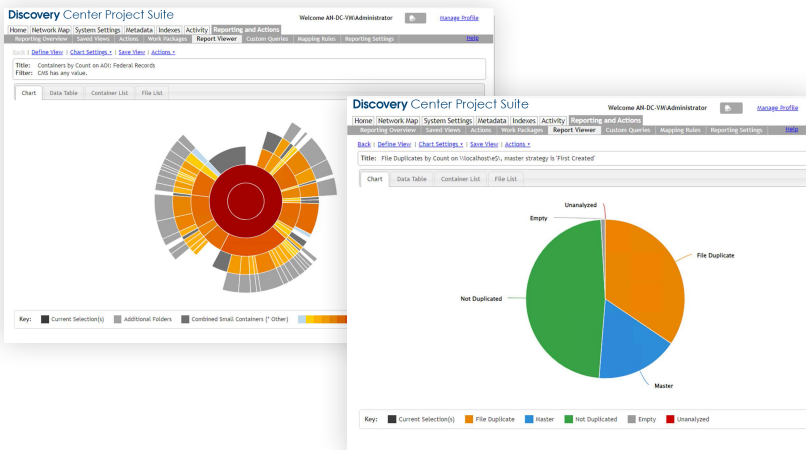 Discovery Center Project Suite
Welcome AN-DC-VM\Administrator
Manage Profile
Home Network Map System Settings Metadata Indexes Activity Reporting and Actions
Reporting Overview Saved Views Actions Work Packages Report Viewer Custom Queries Mapping Rules Reporting Settings Help
Back | Define View | Chart Settings | Save View | Actions
Title: Containers by Count on AOI: Federal Records
Filter: CMS has any value.
Chart Data Table Container List File List
Key: Current Selection(s) Additional Folders Combined Small Containers (* Other)
Discovery Center Project Suite
Welcome AN-DC-VM\Administrator
Manage Profile
Home Network Map System Settings Metadata Indexes Activity Reporting and Actions
Reporting Overview Saved Views Actions Work Packages Report Viewer Custom Queries Mapping Rules Reporting Settings Help
Back | Define View | Chart Settings | Save View | Actions
Title: File Duplicates by Count on \\localhost\e$\, master strategy is 'First Created'
Chart Data Table Container List File List
Unanalyzed
Empty
File Duplicate
Not Duplicated
Master
Key: Current Selection(s) File Duplicate Master Not Duplicated Empty Unanalyzed